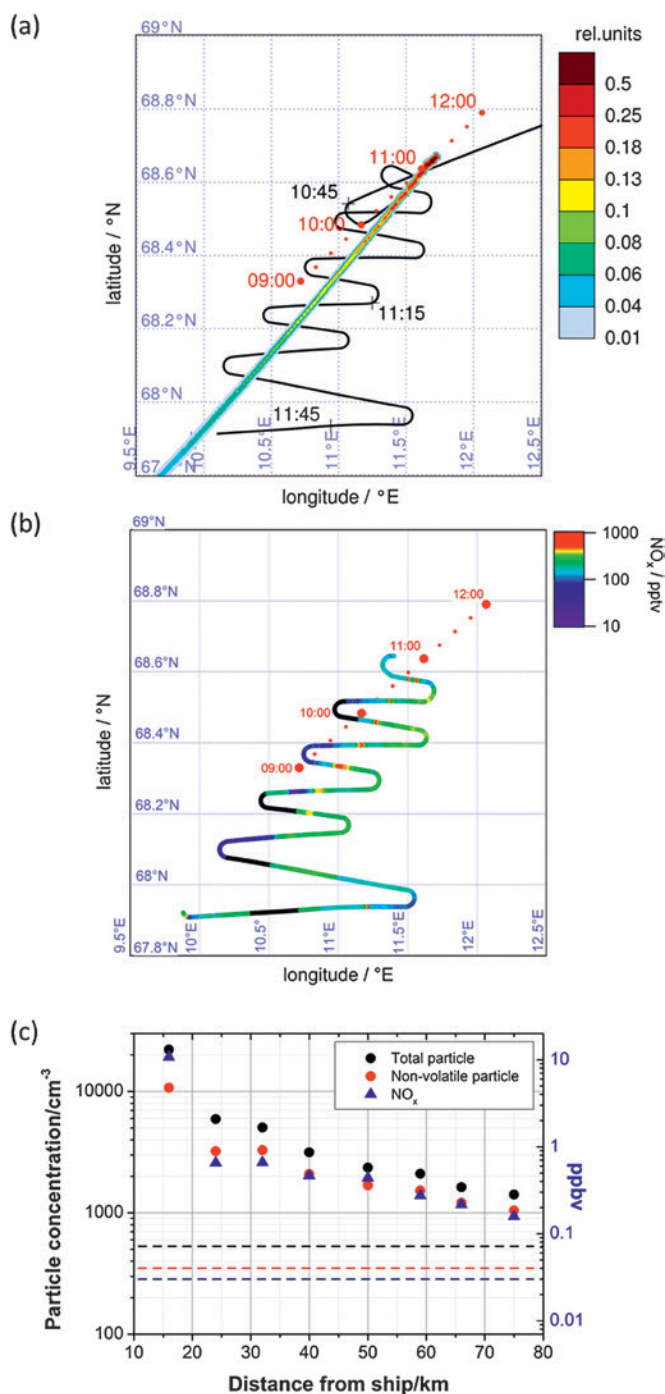 (a)
69°N
68.8°N
68.6°N
68.4°N
68.2°N
68°N
9.5°E
10°E
10.5°E
11°E
11.5°E
12°E
12.5°E
latitude / °N
longitude / °E
12:00
11:00
10:45
10:00
09:00
11:15
11:45
rel.units
0.5
0.25
0.18
0.13
0.1
0.08
0.06
0.04
0.01
(b)
69°N
68.8°N
68.6°N
68.4°N
68.2°N
68°N
67.8°N
9.5°E
10°E
10.5°E
11°E
11.5°E
12°E
12.5°E
latitude / °N
longitude / °E
12:00
11:00
10:00
09:00
1000
100
10
NOx / pptv
(c)
Total particle
Non-volatile particle
NOx
10000
1000
100
Particle concentration/cm-3
10
1
0.1
0.01
ppbv
10 20 30 40 50 60 70 80
Distance from ship/km